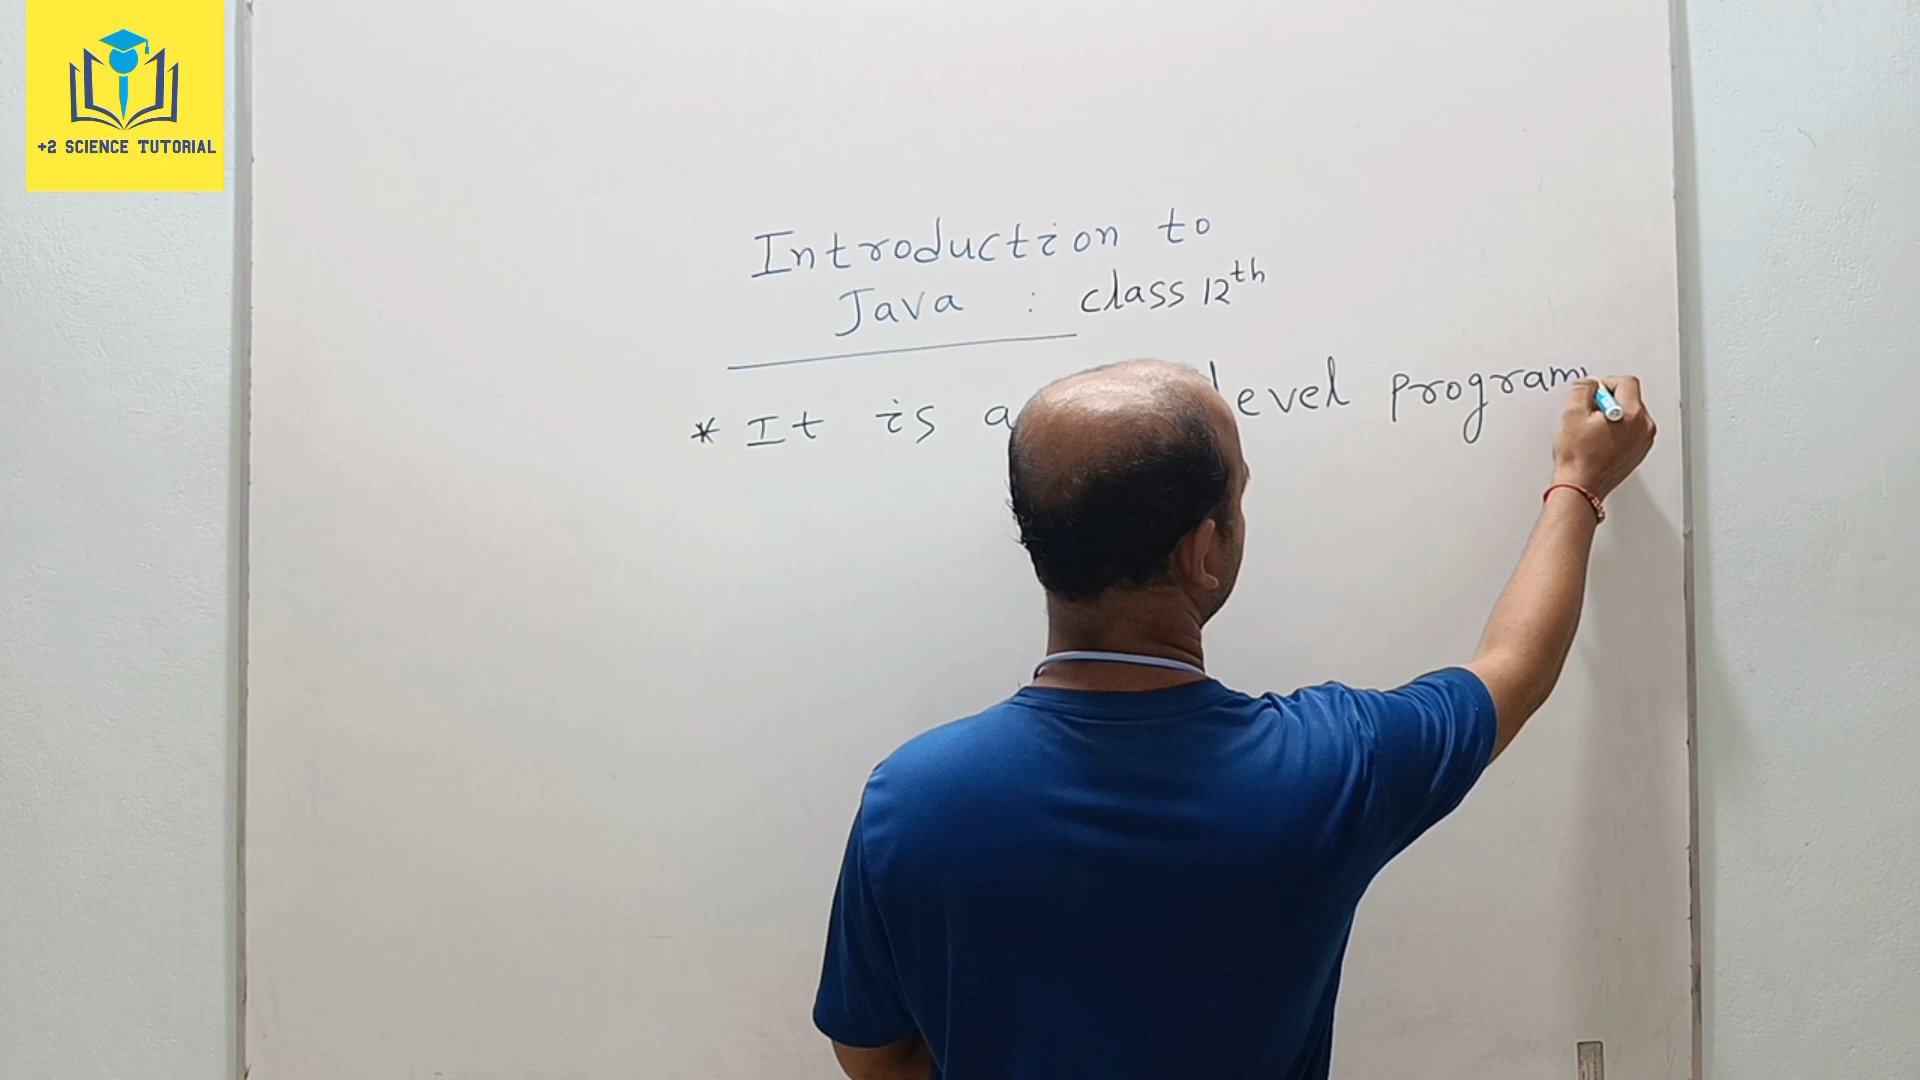 +2 SCIENCE TUTORIAL
Introduction to
Java : class 12th
* It is a level program